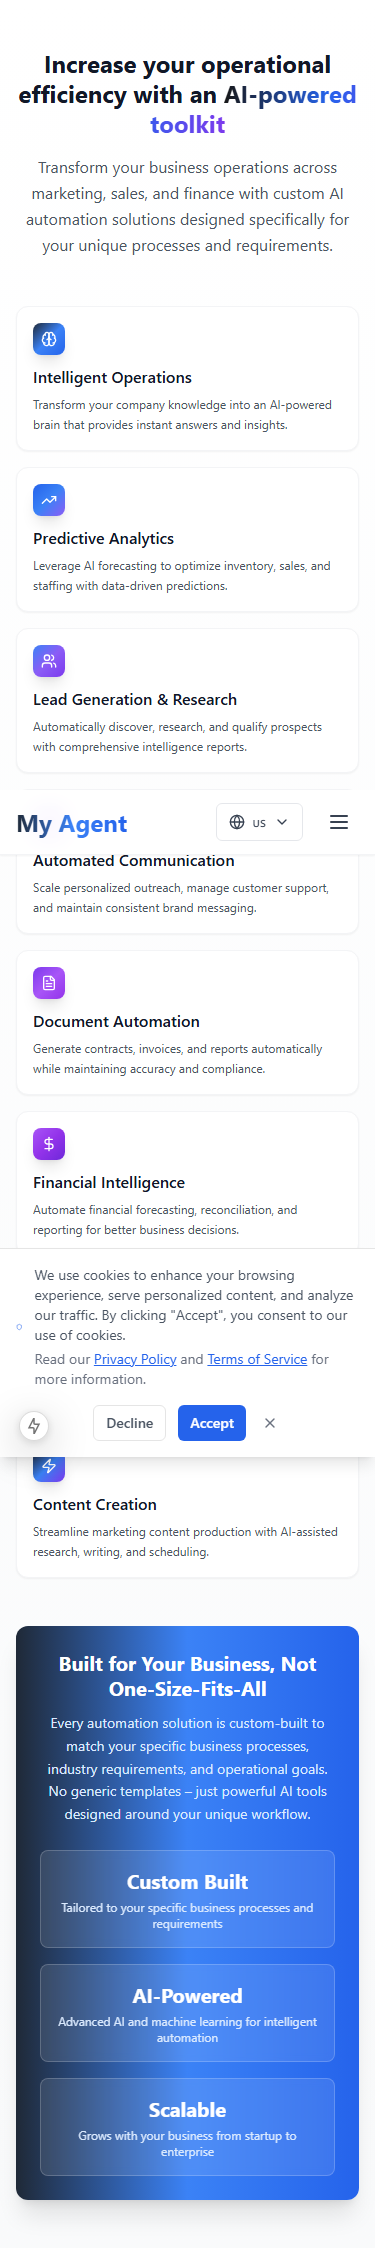 Increase your operational
efficiency with an AI-powered
toolkit
Transform your business operations across
marketing, sales, and finance with custom AI
automation solutions designed specifically for
your unique processes and requirements.
Intelligent Operations
Transform your company knowledge into an AI-powered
brain that provides instant answers and insights.
Predictive Analytics
Leverage AI forecasting to optimize inventory, sales, and
staffing with data-driven predictions.
Lead Generation & Research
Automatically discover, research, and qualify prospects
with comprehensive intelligence reports.
My Agent
us
Automated Communication
Scale personalized outreach, manage customer support,
and maintain consistent brand messaging.
Document Automation
Generate contracts, invoices, and reports automatically
while maintaining accuracy and compliance.
Financial Intelligence
Automate financial forecasting, reconciliation, and
reporting for better business decisions.
We use cookies to enhance your browsing
experience, serve personalized content, and analyze
our traffic. By clicking "Accept", you consent to our
use of cookies.
Read our Privacy Policy and Terms of Service for
more information.
Decline
Accept
Content Creation
Streamline marketing content production with AI-assisted
research, writing, and scheduling.
Built for Your Business, Not
One-Size-Fits-All
Every automation solution is custom-built to
match your specific business processes,
industry requirements, and operational goals.
No generic templates – just powerful AI tools
designed around your unique workflow.
Custom Built
Tailored to your specific business processes and
requirements
AI-Powered
Advanced AI and machine learning for intelligent
automation
Scalable
Grows with your business from startup to
enterprise